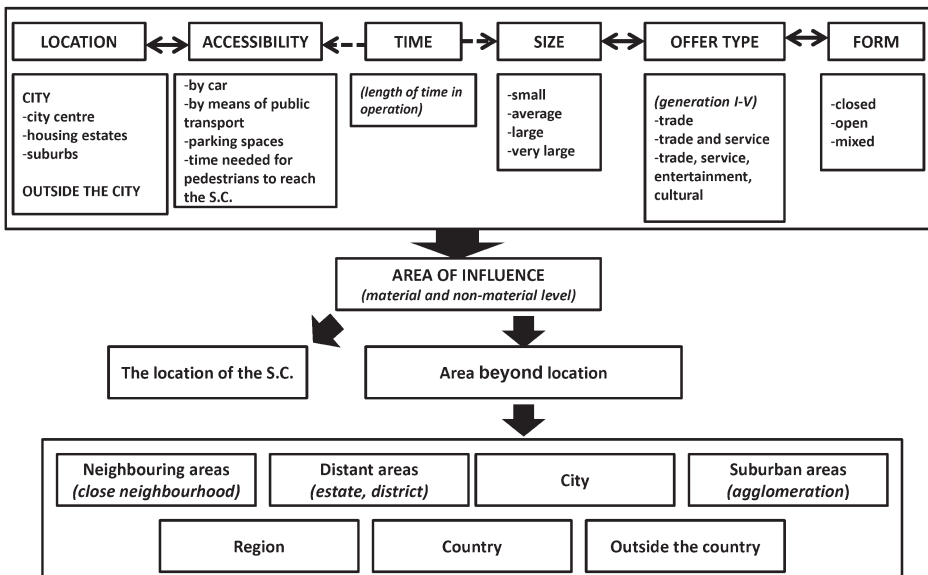 LOCATION
ACCESSIBILITY
TIME
SIZE
OFFER TYPE
FORM
CITY
-city centre
-housing estates
-suburbs
OUTSIDE THE CITY
-by car
-by means of public
transport
-parking spaces
-time needed for
pedestrians to reach
the S.C.
(length of time in
operation)
-small
-average
-large
-very large
(generation I-V)
-trade
-trade and service
-trade, service,
entertainment,
cultural
-closed
-open
-mixed
AREA OF INFLUENCE
(material and non-material level)
The location of the S.C.
Area beyond location
Neighbouring areas
(close neighbourhood)
Distant areas
(estate, district)
City
Suburban areas
(agglomeration)
Region
Country
Outside the country